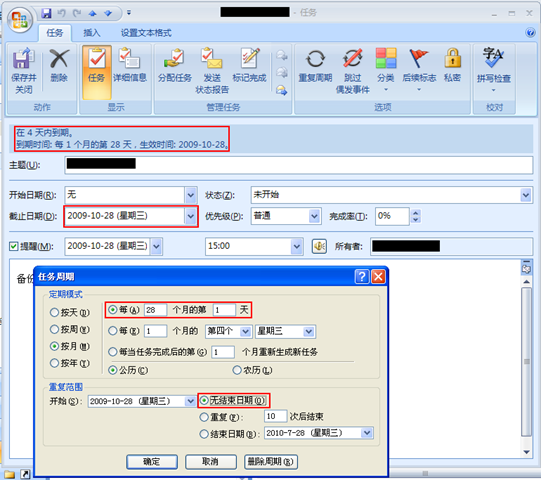 - 任务
任务 插入 设置文本格式
保存并关闭 删除 任务 详细信息 分配任务 发送状态报告 标记完成 重复周期 跳过偶发事件 分类 后续标志 私密 拼写检查
动作 显示 管理任务 选项 校对
在 4 天内到期。
到期时间: 每 1 个月的第 28 天，生效时间: 2009-10-28。
主题(U):
开始日期(R): 无 状态(Z): 未开始
截止日期(D): 2009-10-28 (星期三) 优先级(P): 普通 完成率(T): 0%
提醒(M): 2009-10-28 (星期三) 15:00 所有者:
备份
任务周期
定期模式
按天(D) 每(A) 28 个月的第 1 天
按周(W) 每(E) 1 个月的 第四个 星期三
按月(M) 每当任务完成后的第(G) 1 个月重新生成新任务
按年(Y) 公历(C) 农历(L)
重复范围
开始(S): 2009-10-28 (星期三) 无结束日期(O)
重复(F): 10 次后结束
结束日期(B): 2010-7-28 (星期三)
确定 取消 删除周期(R)